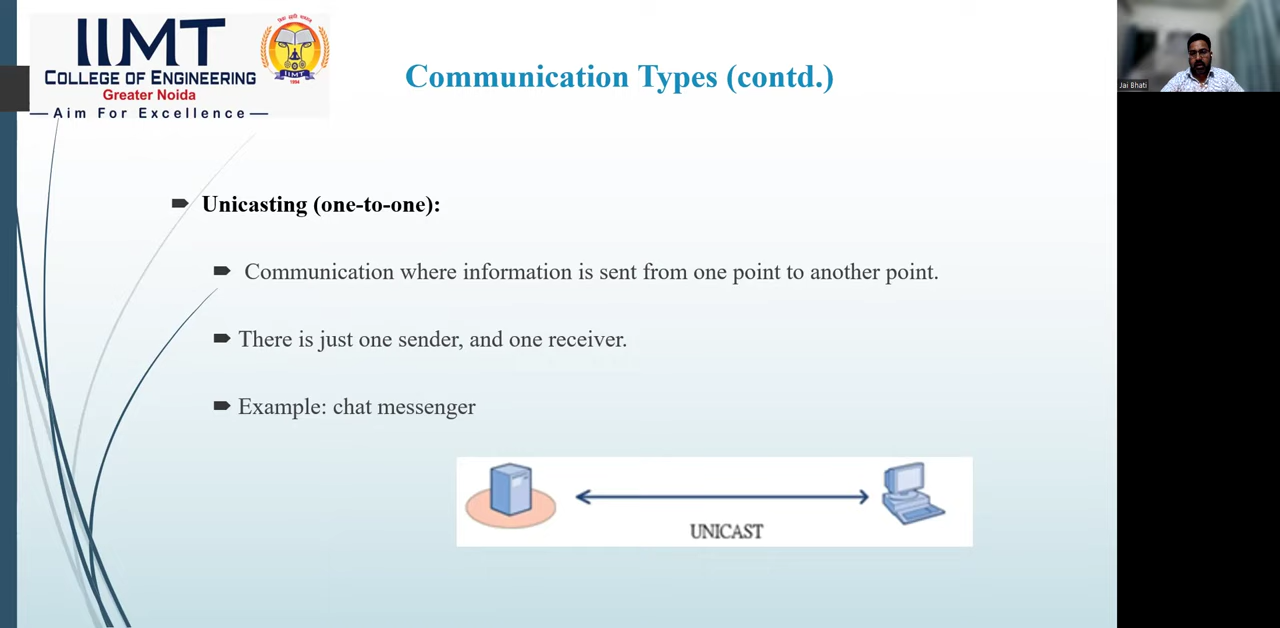 IIMT
COLLEGE OF ENGINEERING
Greater Noida
Aim For Excellence
IIMT
Communication Types (contd.)
Jai Bhati
Unicasting (one-to-one):
Communication where information is sent from one point to another point.
There is just one sender, and one receiver.
Example: chat messenger
UNICAST